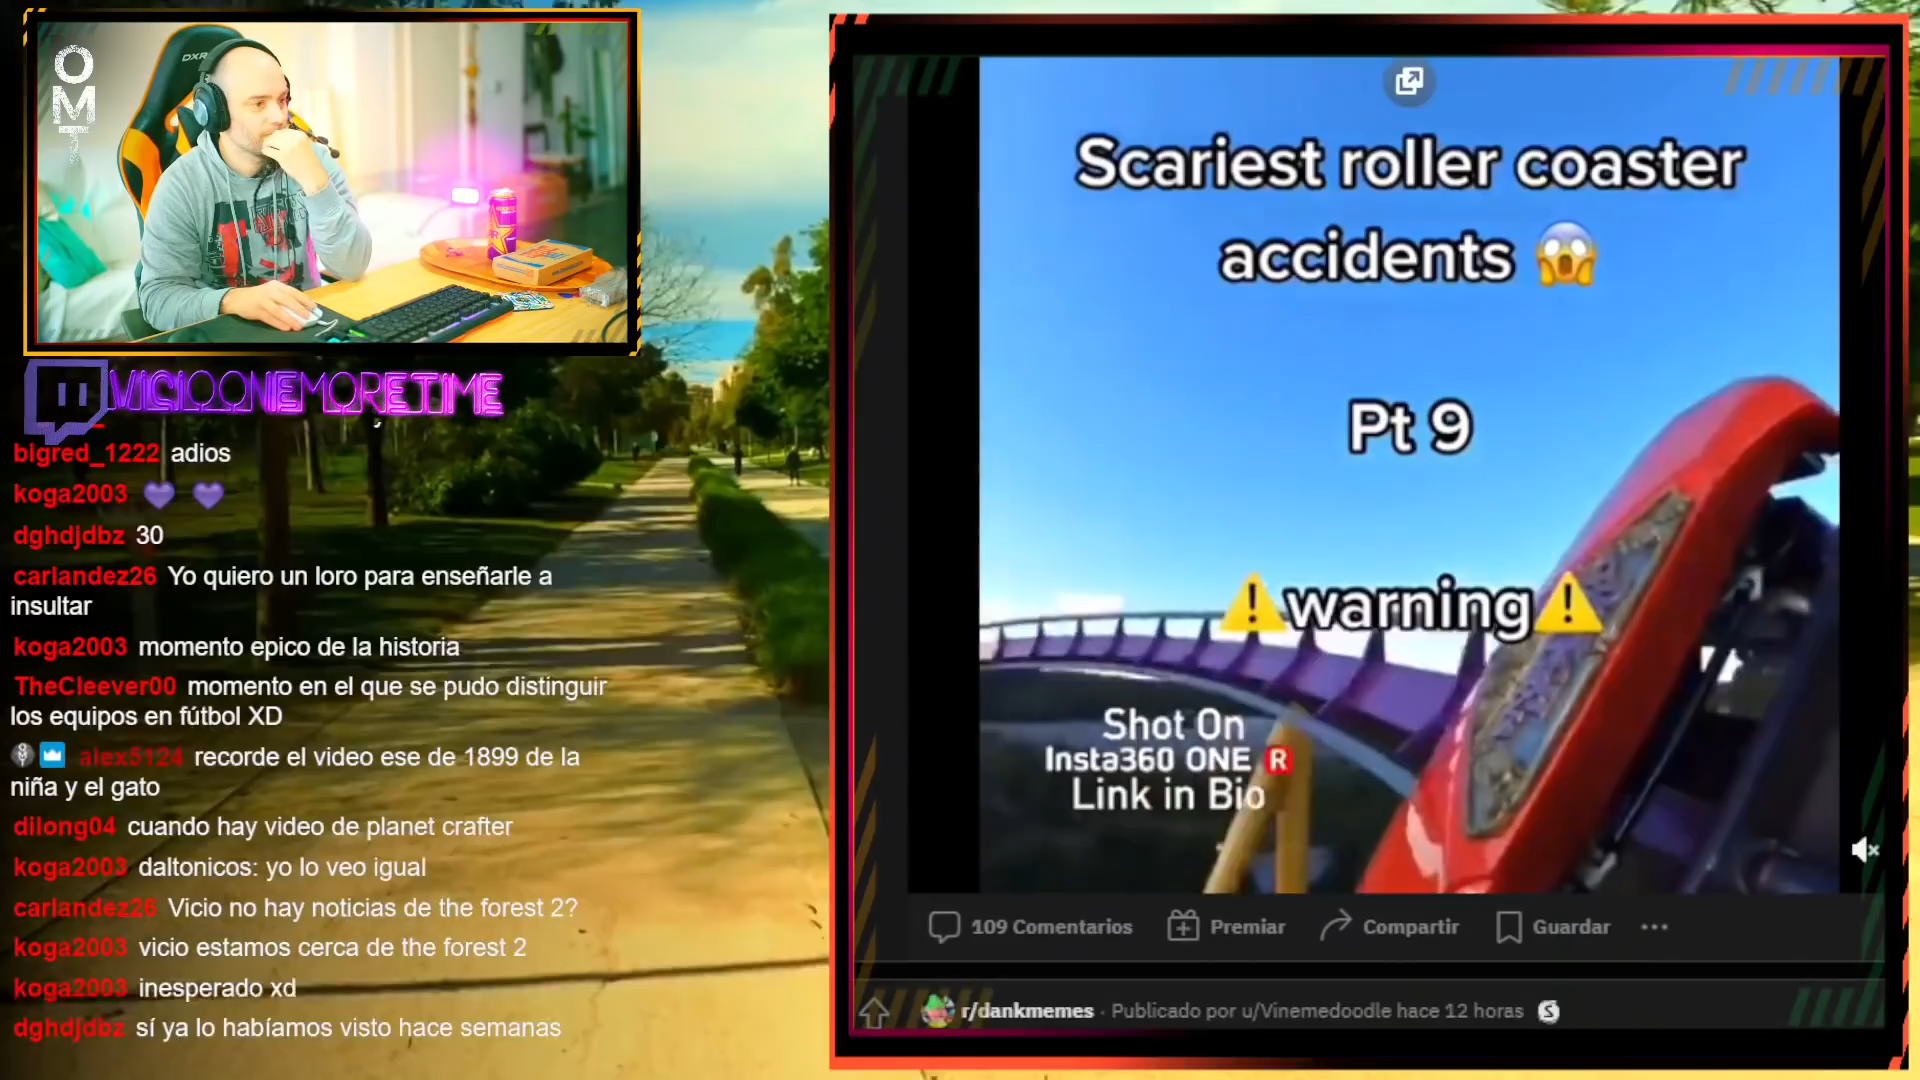 OMT
DXR
VICIOONEMORETIME
bigred_1222 adios
koga2003 💜 💜
dghdjdbz 30
carlandez26 Yo quiero un loro para enseñarle a
insultar
koga2003 momento epico de la historia
TheCleever00 momento en el que se pudo distinguir
los equipos en fútbol XD
alex5124 recorde el video ese de 1899 de la
niña y el gato
dilong04 cuando hay video de planet crafter
koga2003 daltonicos: yo lo veo igual
carlandez26 Vicio no hay noticias de the forest 2?
koga2003 vicio estamos cerca de the forest 2
koga2003 inesperado xd
dghdjdbz sí ya lo habíamos visto hace semanas
Scariest roller coaster
accidents 😱
Pt 9
⚠️warning⚠️
Shot On
Insta360 ONE R
Link in Bio
109 Comentarios Premiar Compartir Guardar ···
r/dankmemes · Publicado por u/Vinemedoodle hace 12 horas